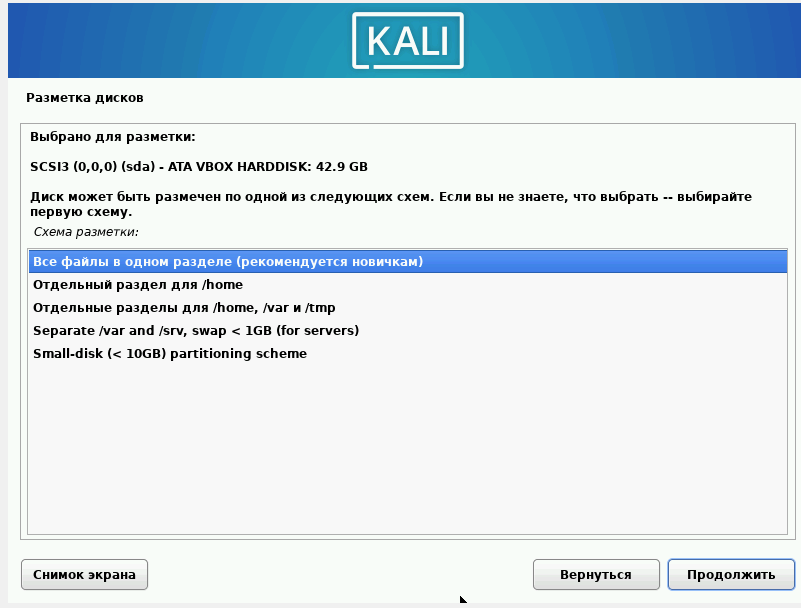 KALI
Разметка дисков
Выбрано для разметки:
SCSI3 (0,0,0) (sda) - ATA VBOX HARDDISK: 42.9 GB
Диск может быть размечен по одной из следующих схем. Если вы не знаете, что выбрать -- выбирайте
первую схему.
Схема разметки:
Все файлы в одном разделе (рекомендуется новичкам)
Отдельный раздел для /home
Отдельные разделы для /home, /var и /tmp
Separate /var and /srv, swap < 1GB (for servers)
Small-disk (< 10GB) partitioning scheme
Снимок экрана
Вернуться
Продолжить